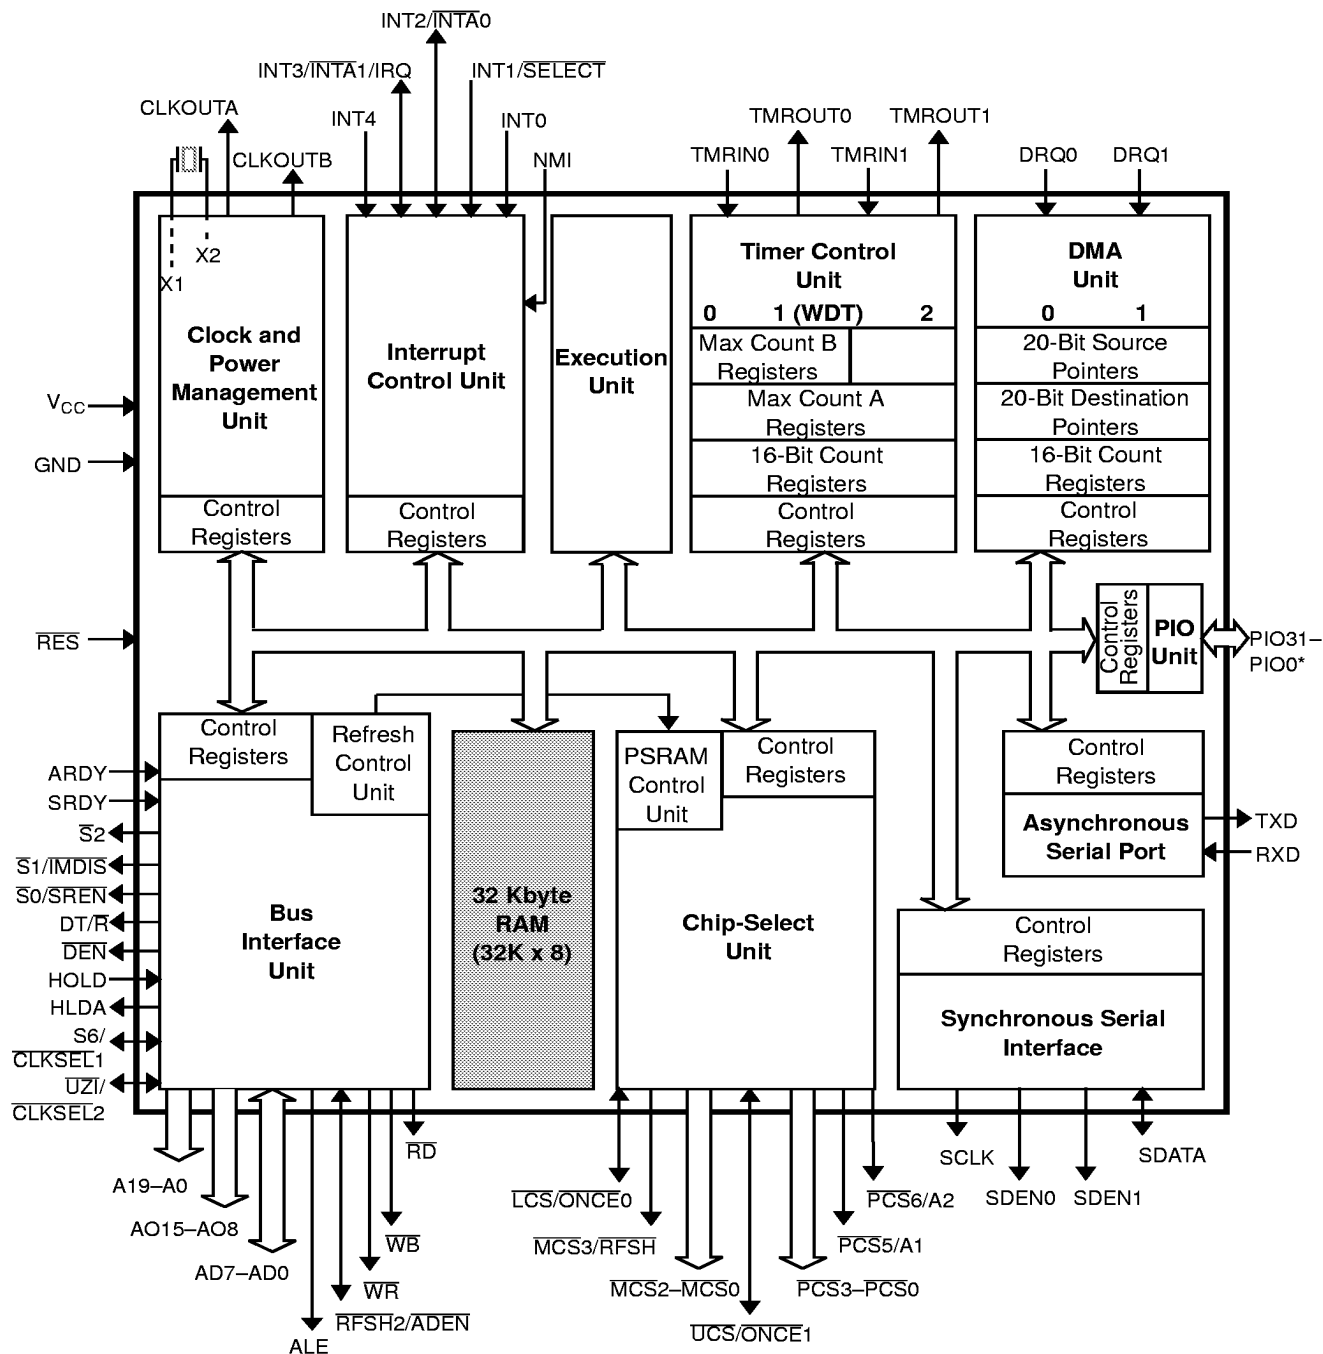 INT2/INTA0
INT3/INTA1/IRQ
INT1/SELECT
CLKOUTA
INT4
INT0
TMROUT0
TMROUT1
CLKOUTB
NMI
TMRIN0
TMRIN1
DRQ0
DRQ1
X2
X1
Clock and
Power
Management
Unit
Control
Registers
Interrupt
Control Unit
Control
Registers
Execution
Unit
Timer Control
Unit
0 1 (WDT) 2
Max Count B
Registers
Max Count A
Registers
16-Bit Count
Registers
Control
Registers
DMA
Unit
0 1
20-Bit Source
Pointers
20-Bit Destination
Pointers
16-Bit Count
Registers
Control
Registers
VCC
GND
RES
Control
Registers
PIO
Unit
PIO31–
PIO0*
Control
Registers
Refresh
Control
Unit
Bus
Interface
Unit
32 Kbyte
RAM
(32K x 8)
PSRAM
Control
Unit
Control
Registers
Chip-Select
Unit
Control
Registers
Asynchronous
Serial Port
TXD
RXD
Control
Registers
Synchronous Serial
Interface
ARDY
SRDY
S2
S1/IMDIS
S0/SREN
DT/R
DEN
HOLD
HLDA
S6/
CLKSEL1
UZI/
CLKSEL2
A19–A0
AO15–AO8
AD7–AD0
ALE
RFSH2/ADEN
WR
WB
RD
LCS/ONCE0
MCS3/RFSH
MCS2–MCS0
UCS/ONCE1
PCS3–PCS0
PCS5/A1
PCS6/A2
SCLK
SDEN0
SDEN1
SDATA